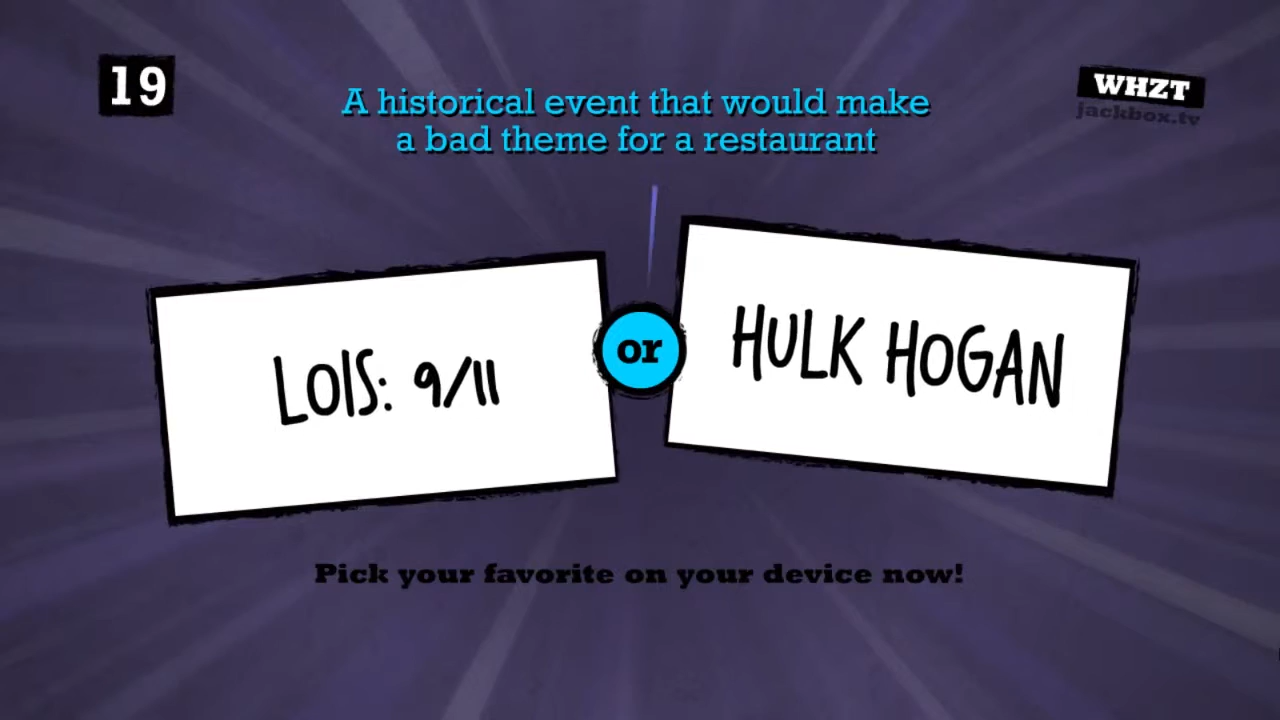 19
WHZT
jackbox.tv
A historical event that would make
a bad theme for a restaurant
LOIS: 9/11
or
HULK HOGAN
Pick your favorite on your device now!